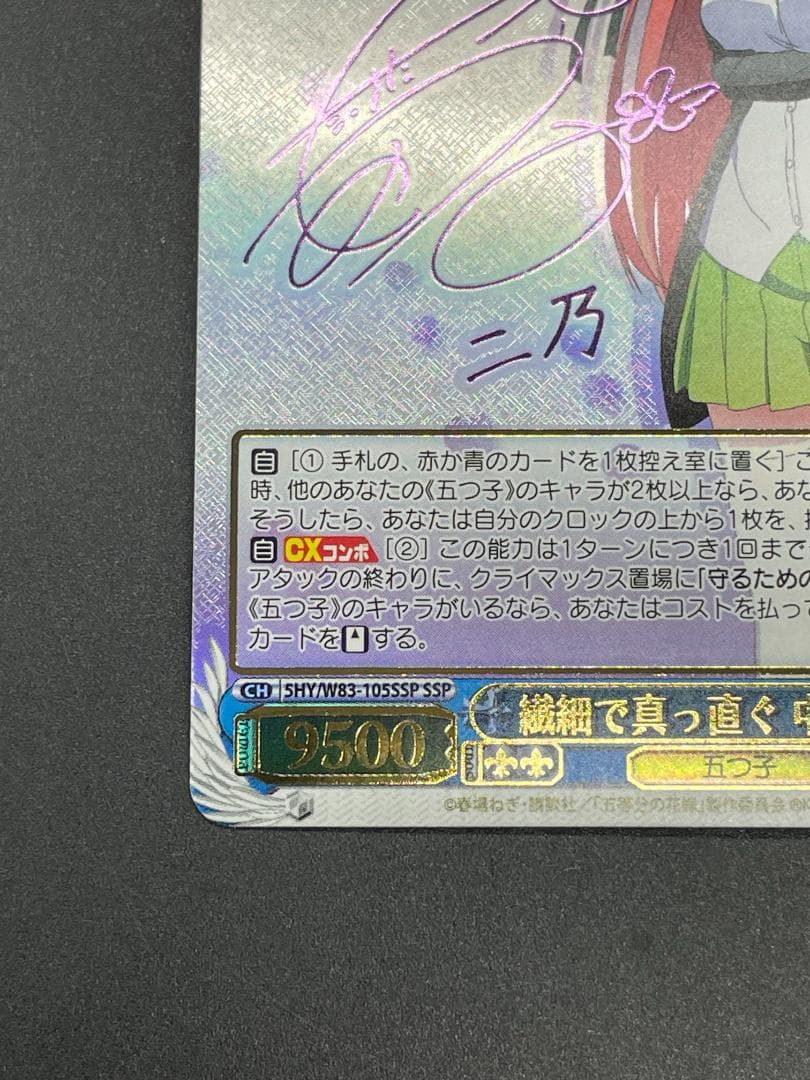 二乃
自 [① 手札の、赤か青のカードを1枚控え室に置く] こ
時、他のあなたの《五つ子》のキャラが2枚以上なら、あな
そうしたら、あなたは自分のクロックの上から1枚を、
自 CXコンボ [②] この能力は1ターンにつき1回まで
アタックの終わりに、クライマックス置場に「守るための
《五つ子》のキャラがいるなら、あなたはコストを払って
カードを する。
CH 5HY/W83-105SSP SSP
繊細で真っ直ぐ
9500
五つ子
©春場ねぎ・講談社／「五等分の花嫁」製作委員会